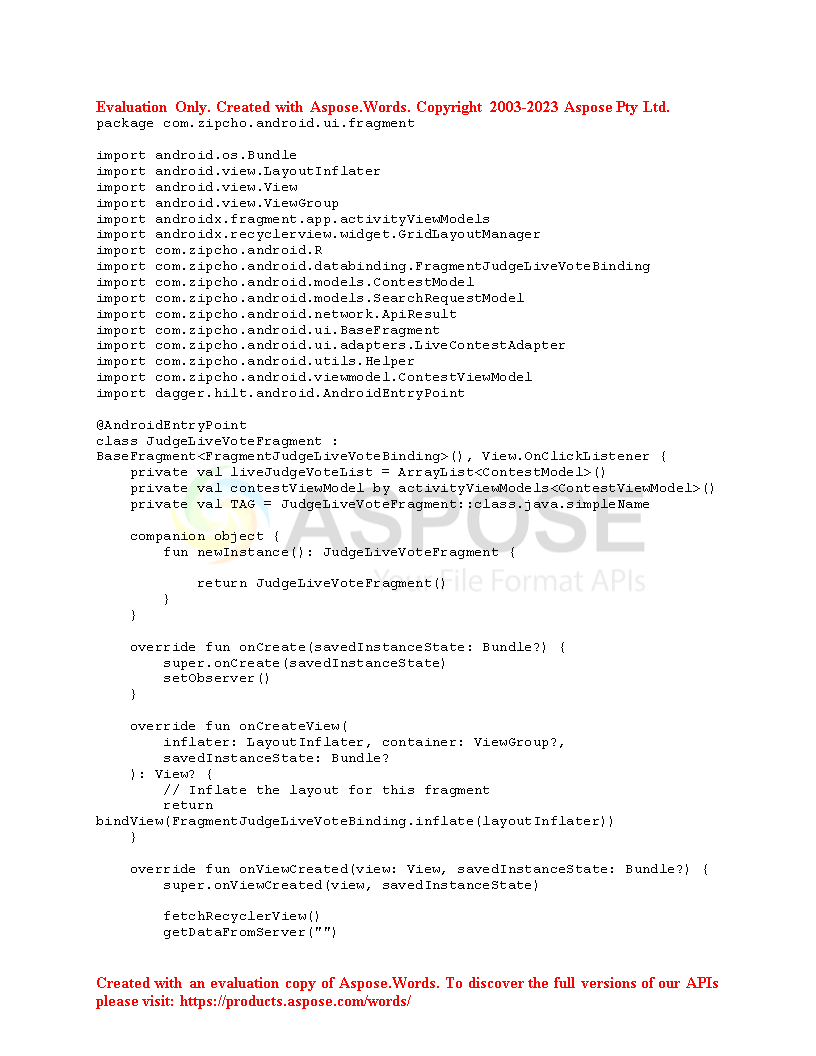 Evaluation Only. Created with Aspose.Words. Copyright 2003-2023 Aspose Pty Ltd.
package com.zipcho.android.ui.fragment
import android.os.Bundle
import android.view.LayoutInflater
import android.view.View
import android.view.ViewGroup
import androidx.fragment.app.activityViewModels
import androidx.recyclerview.widget.GridLayoutManager
import com.zipcho.android.R
import com.zipcho.android.databinding.FragmentJudgeLiveVoteBinding
import com.zipcho.android.models.ContestModel
import com.zipcho.android.models.SearchRequestModel
import com.zipcho.android.network.ApiResult
import com.zipcho.android.ui.BaseFragment
import com.zipcho.android.ui.adapters.LiveContestAdapter
import com.zipcho.android.utils.Helper
import com.zipcho.android.viewmodel.ContestViewModel
import dagger.hilt.android.AndroidEntryPoint
@AndroidEntryPoint
class JudgeLiveVoteFragment :
BaseFragment<FragmentJudgeLiveVoteBinding>(), View.OnClickListener {
    private val liveJudgeVoteList = ArrayList<ContestModel>()
    private val contestViewModel by activityViewModels<ContestViewModel>()
    private val TAG = JudgeLiveVoteFragment::class.java.simpleName
ASPOSE
    companion object {
        fun newInstance(): JudgeLiveVoteFragment {
Your File Format APIs
            return JudgeLiveVoteFragment()
        }
    }
    override fun onCreate(savedInstanceState: Bundle?) {
        super.onCreate(savedInstanceState)
        setObserver()
    }
    override fun onCreateView(
        inflater: LayoutInflater, container: ViewGroup?,
        savedInstanceState: Bundle?
    ): View? {
        // Inflate the layout for this fragment
        return
bindView(FragmentJudgeLiveVoteBinding.inflate(layoutInflater))
    }
    override fun onViewCreated(view: View, savedInstanceState: Bundle?) {
        super.onViewCreated(view, savedInstanceState)
        fetchRecyclerView()
        getDataFromServer("")
Created with an evaluation copy of Aspose.Words. To discover the full versions of our APIs
please visit: https://products.aspose.com/words/